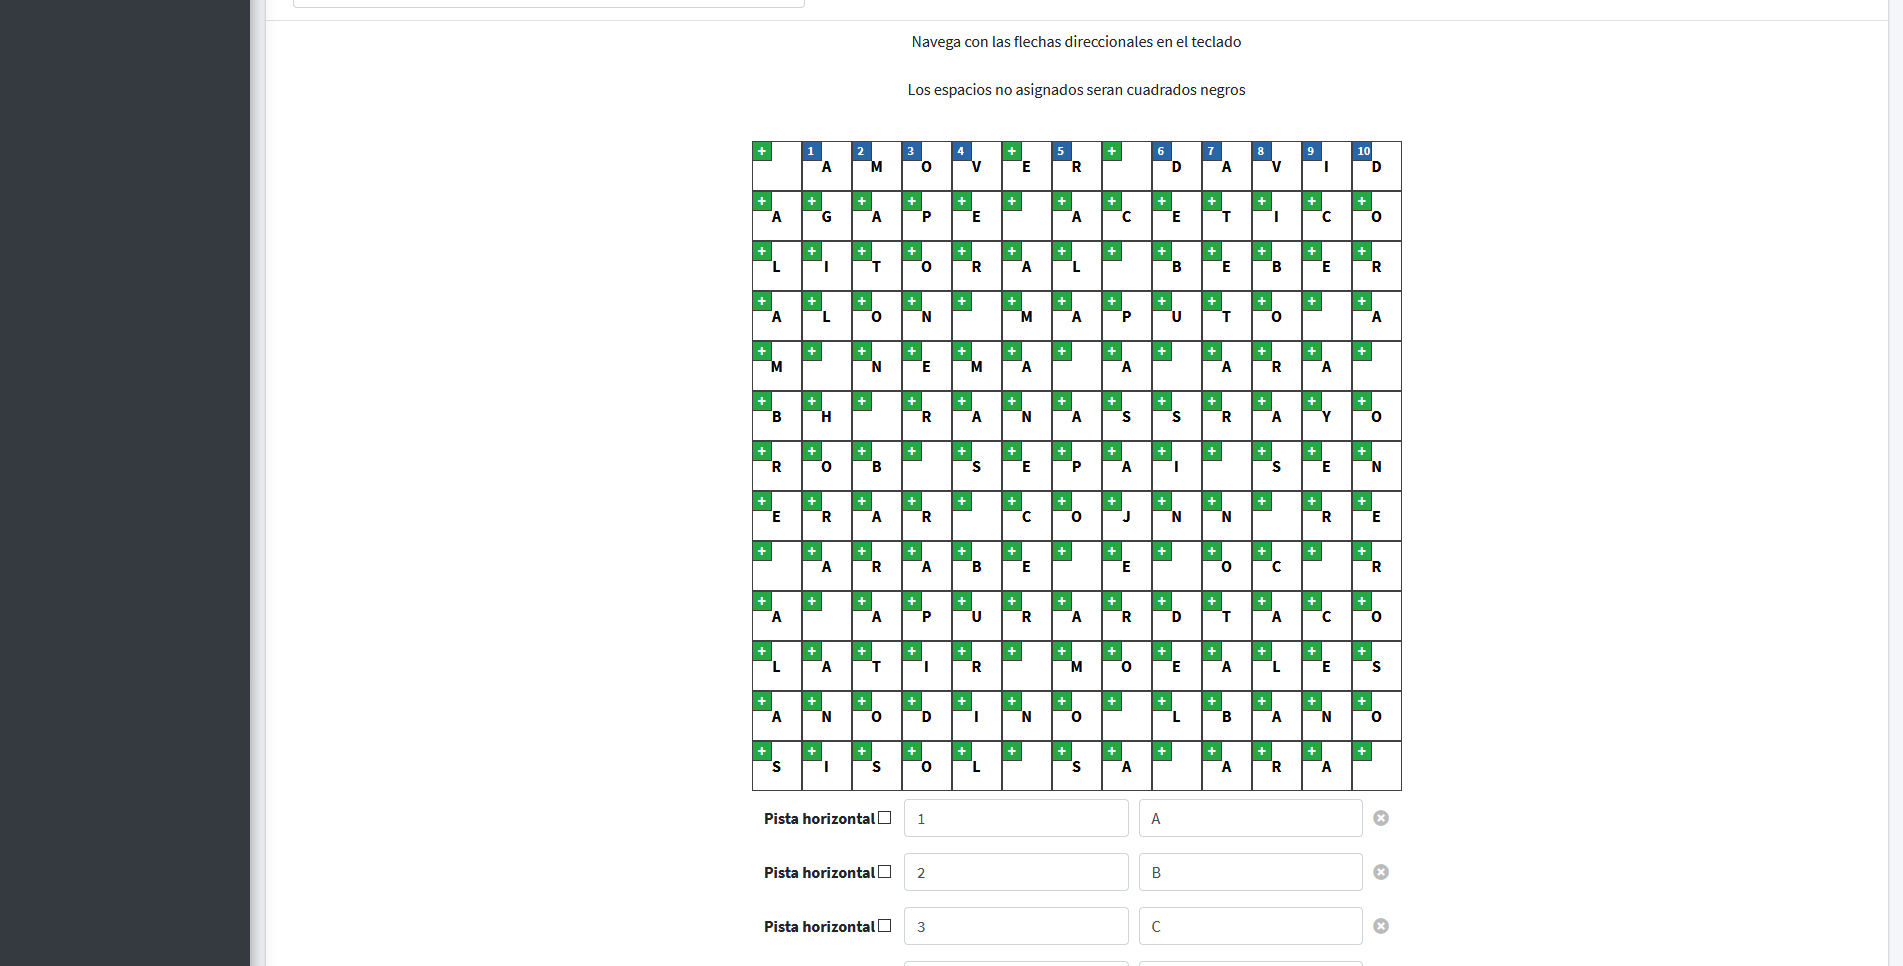 Navega con las flechas direccionales en el teclado
Los espacios no asignados seran cuadrados negros
+ 1 2 3 4 + 5 + 6 7 8 9 10
A M O V E R D A V I D
+ + + + + + + + + + + + +
A G A P E A C E T I C O
+ + + + + + + + + + + + +
L I T O R A L B E B E R
+ + + + + + + + + + + + +
A L O N M A P U T O A
+ + + + + + + + + + + + +
M N E M A A A R A
+ + + + + + + + + + + + +
B H R A N A S S R A Y O
+ + + + + + + + + + + + +
R O B S E P A I S E N
+ + + + + + + + + + + + +
E R A R C O J N N R E
+ + + + + + + + + + + + +
A R A B E E O C R
+ + + + + + + + + + + + +
A A P U R A R D T A C O
+ + + + + + + + + + + + +
L A T I R M O E A L E S
+ + + + + + + + + + + + +
A N O D I N O L B A N O
+ + + + + + + + + + + + +
S I S O L S A A R A
Pista horizontal 1 A
Pista horizontal 2 B
Pista horizontal 3 C